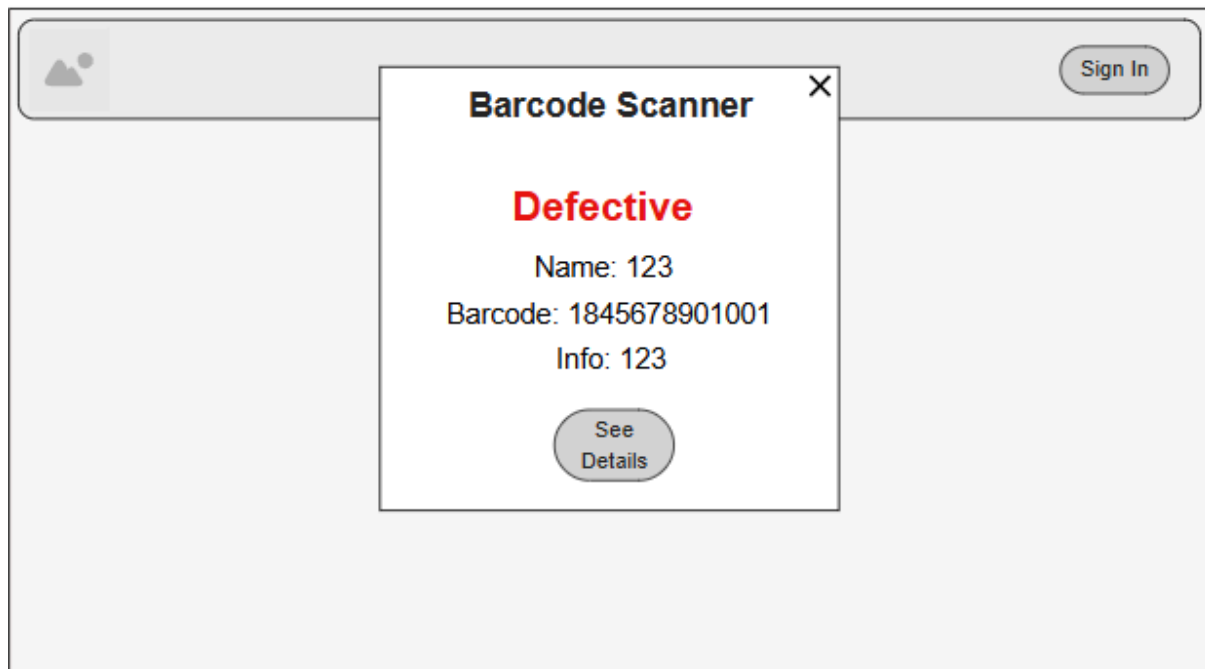 Sign In
Barcode Scanner
Defective
Name: 123
Barcode: 1845678901001
Info: 123
See
Details